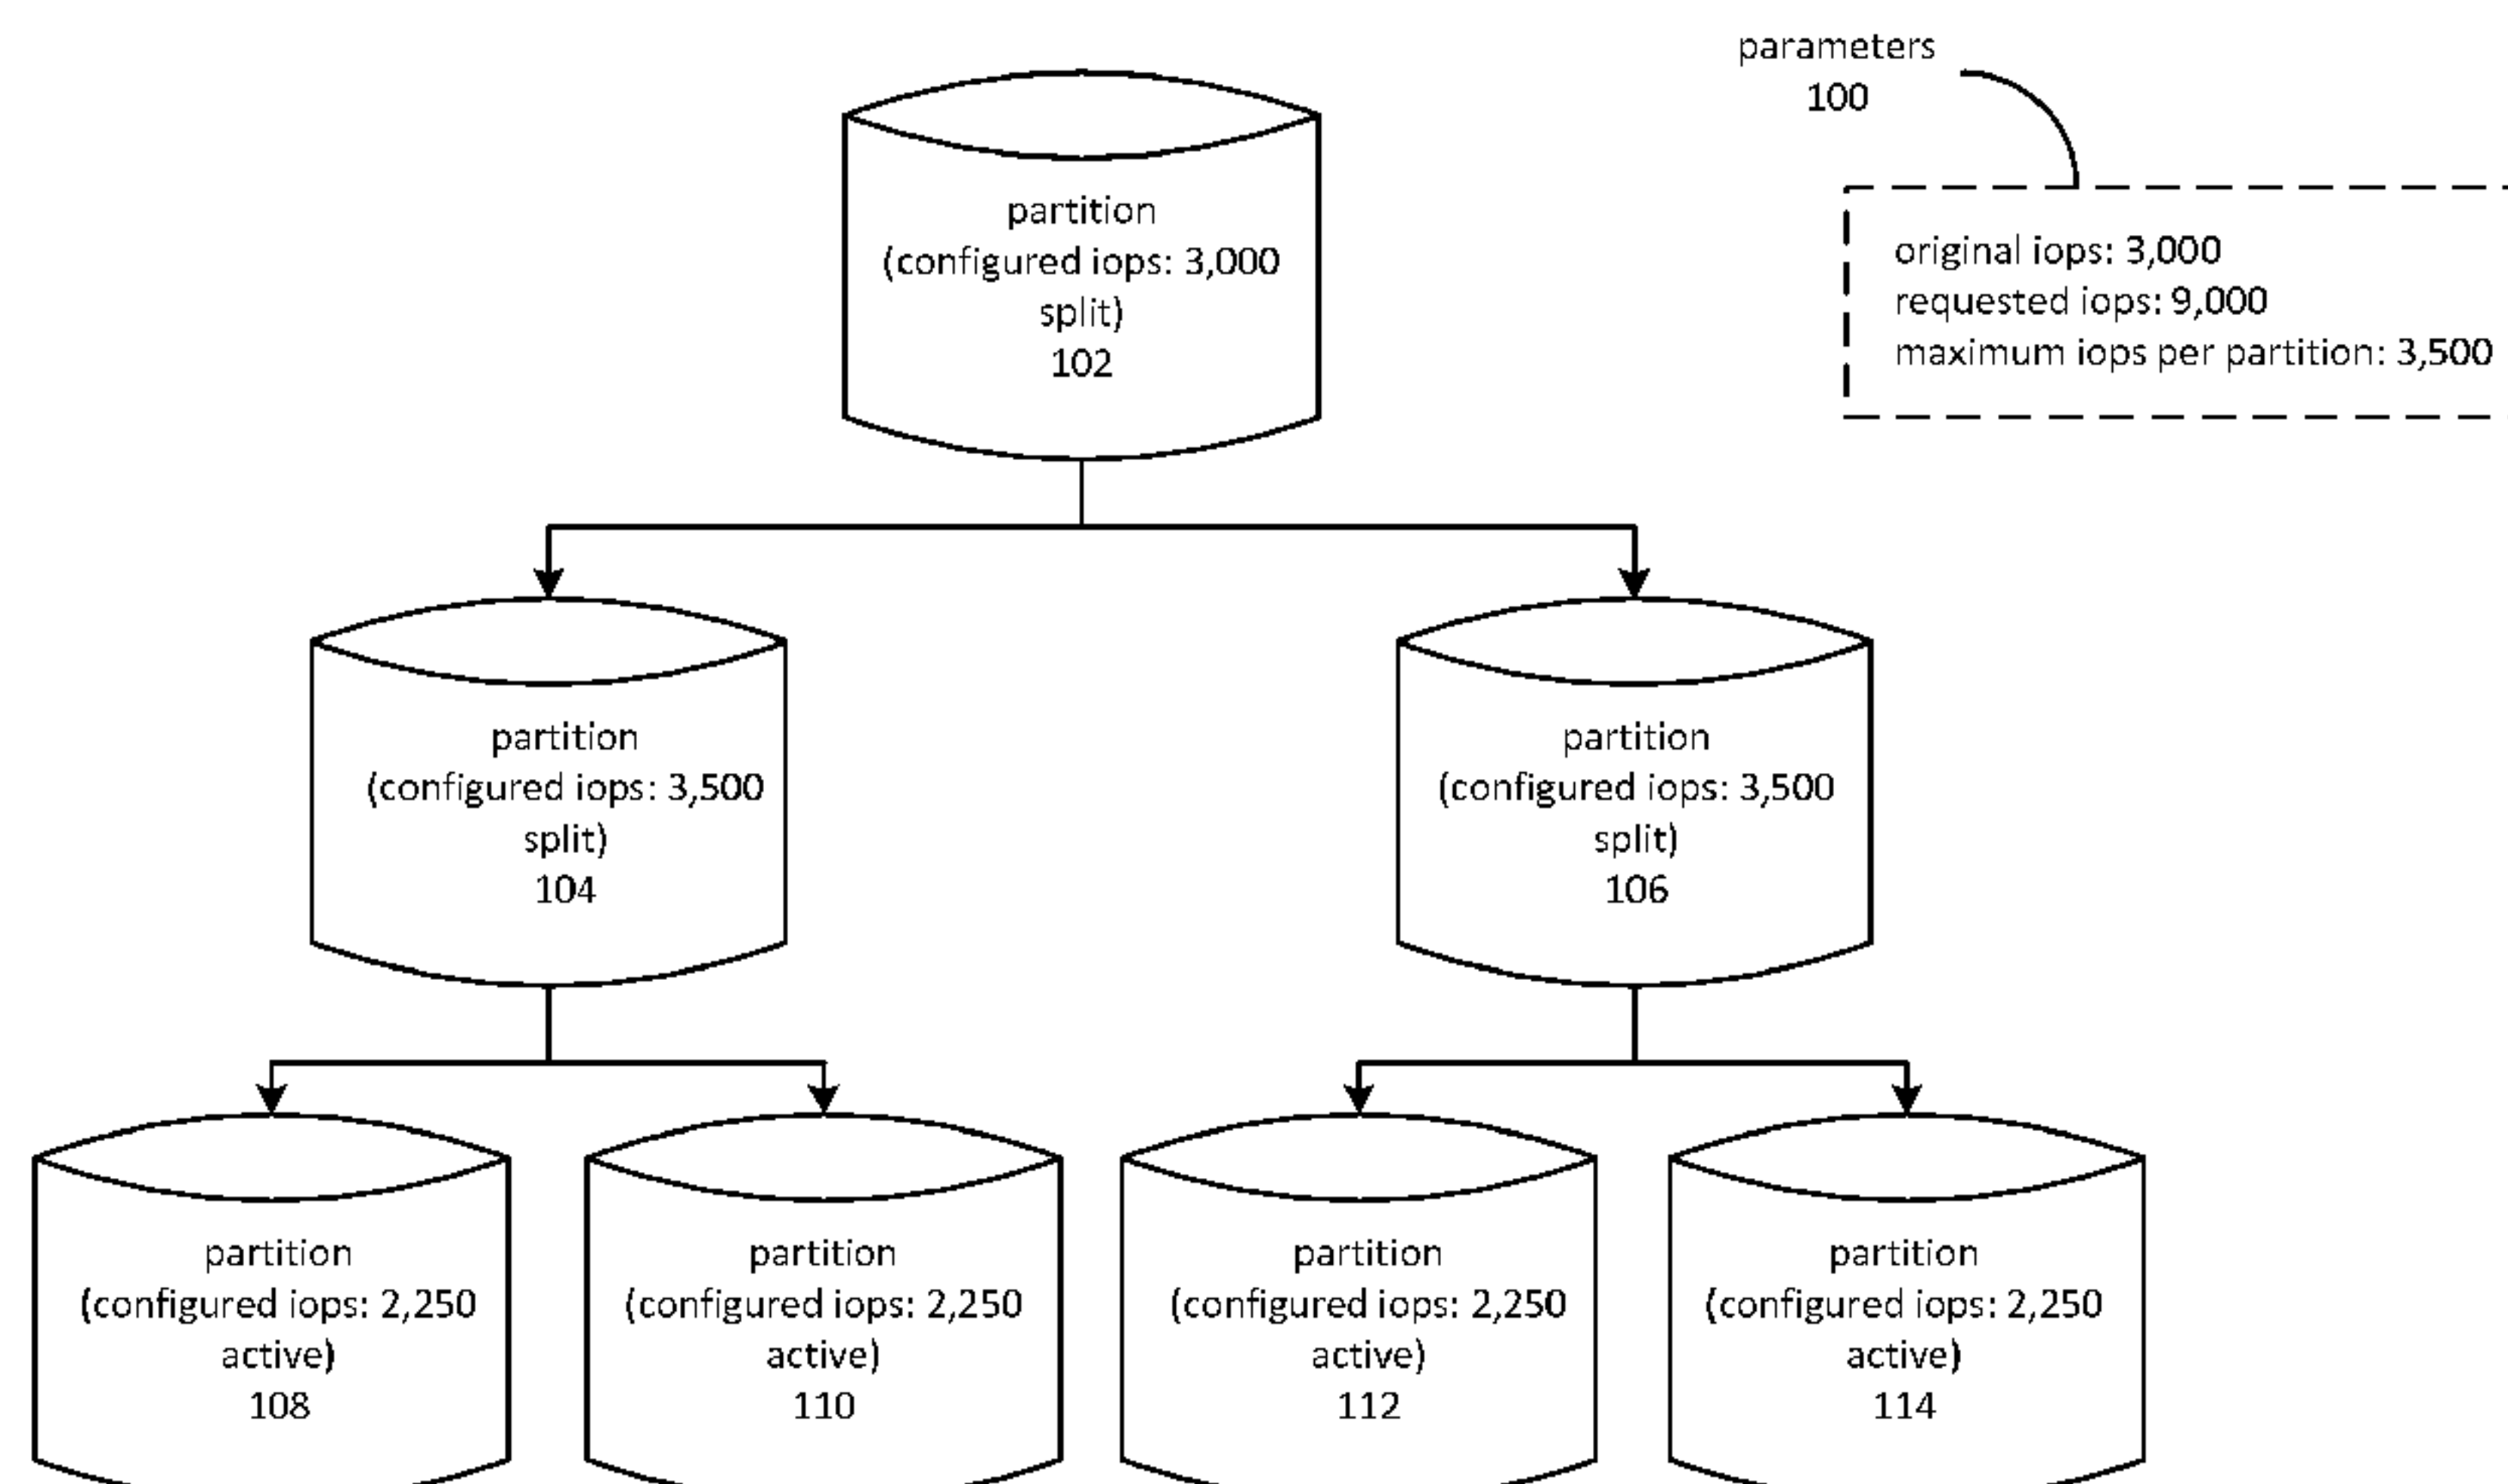 parameters
100
partition
(configured iops: 3,000
split)
102
original iops: 3,000
requested iops: 9,000
maximum iops per partition: 3,500
partition
(configured iops: 3,500
split)
104
partition
(configured iops: 3,500
split)
106
partition
(configured iops: 2,250
active)
108
partition
(configured iops: 2,250
active)
110
partition
(configured iops: 2,250
active)
112
partition
(configured iops: 2,250
active)
114